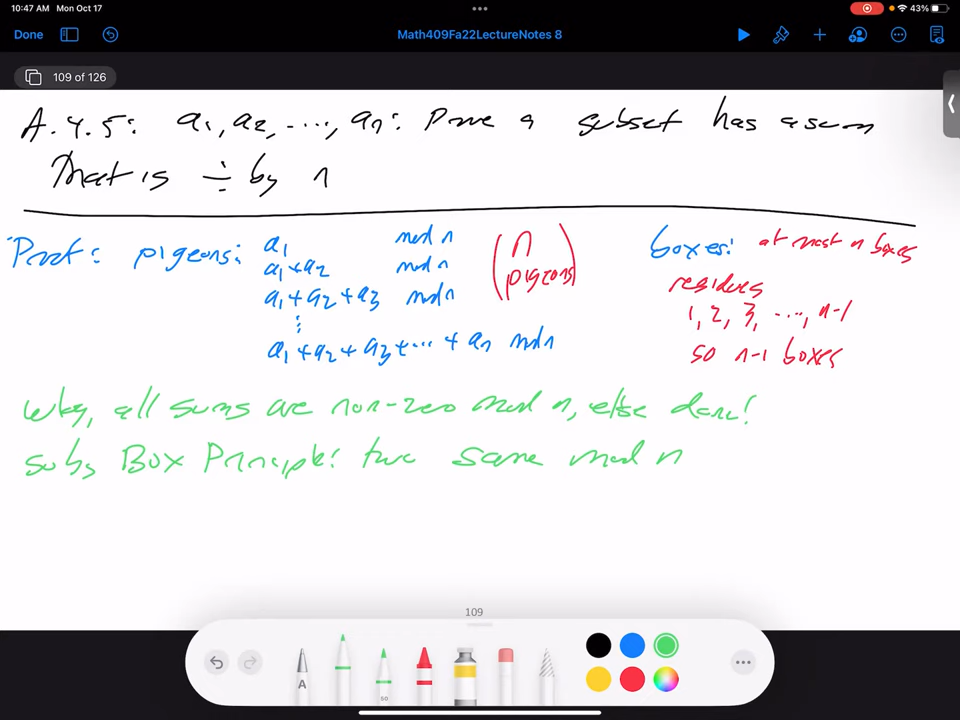 10:47 AM Mon Oct 17
43%
Done
Math409Fa22LectureNotes 8
109 of 126
A.4.5: a₁, a₂, ..., aₙ: Prove a subset has a sum
that is ÷ by n
Proof: pigeons: a₁ mod n
a₁+a₂ mod n
a₁+a₂+a₃ mod n
⋮
a₁+a₂+a₃+...+aₙ mod n
(n pigeons)
boxes: at most n boxes
residues
1, 2, 3, ..., n-1
so n-1 boxes
WLOG, all sums are non-zero mod n, else done!
so by Box Principle: two same mod n
109
A
50